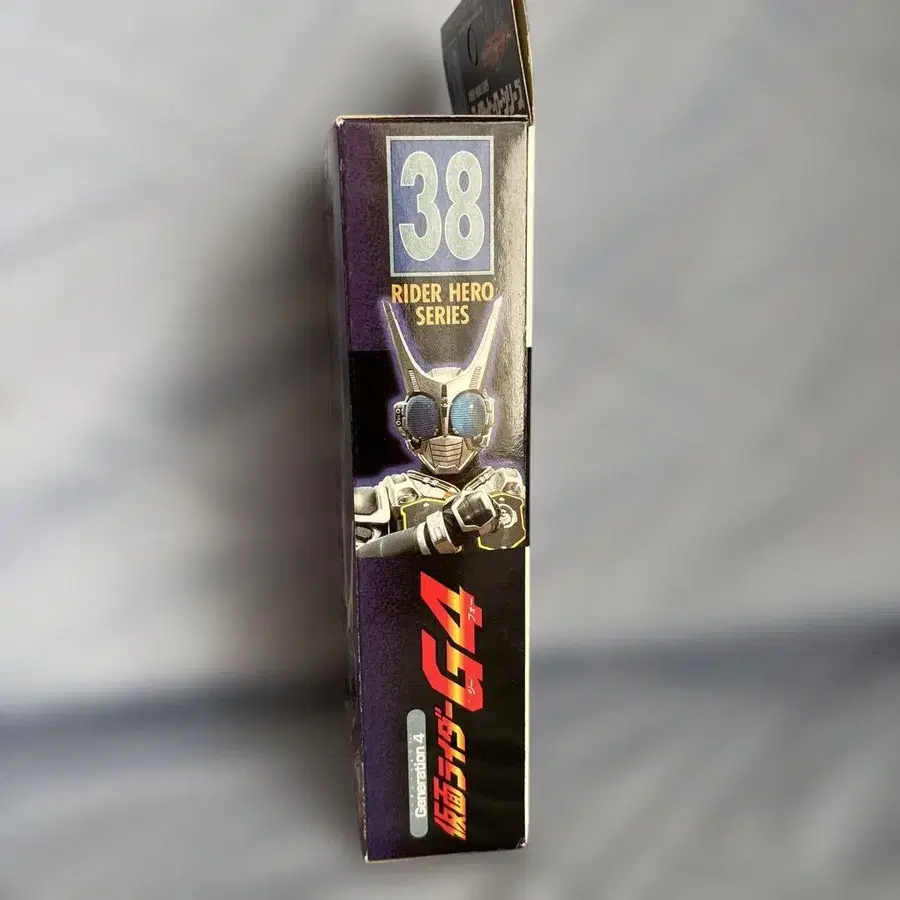 38
RIDER HERO
SERIES
仮面ライダーG4
ジー フォー
Generation 4